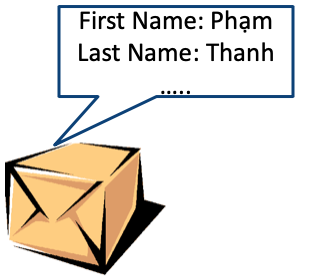 First Name: Phạm
Last Name: Thanh
.....